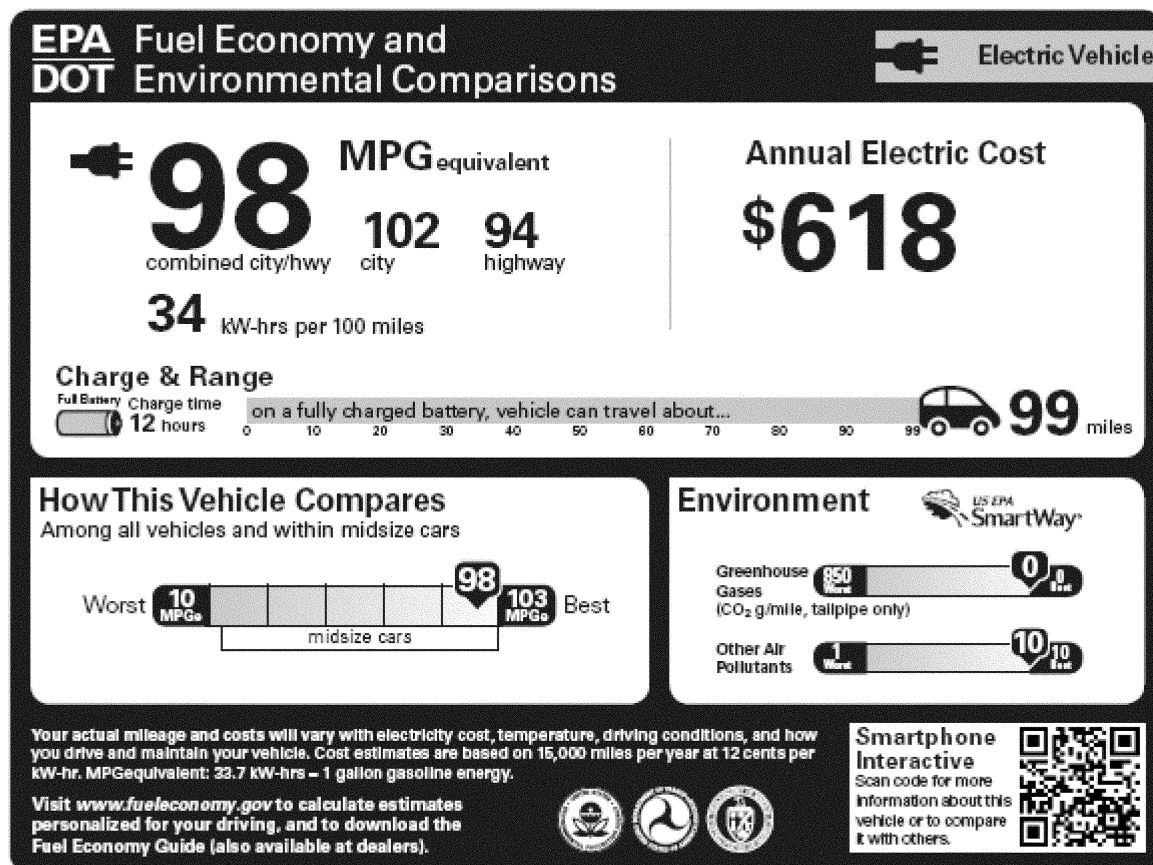 EPA
DOT
Fuel Economy and
Environmental Comparisons
Electric Vehicle
98
combined city/hwy
MPGequivalent
102
city
94
highway
34 kW-hrs per 100 miles
Annual Electric Cost
$618
Charge & Range
Full Battery
Charge time
12 hours
on a fully charged battery, vehicle can travel about...
0 10 20 30 40 50 60 70 80 90 99
99 miles
How This Vehicle Compares
Among all vehicles and within midsize cars
Worst
10
MPGe
98
103
MPGe
Best
midsize cars
Environment
US EPA
SmartWay
Greenhouse
Gases
(CO₂ g/mile, tailpipe only)
850
Worst
0
0
Best
Other Air
Pollutants
1
Worst
10
10
Best
Your actual mileage and costs will vary with electricity cost, temperature, driving conditions, and how
you drive and maintain your vehicle. Cost estimates are based on 15,000 miles per year at 12 cents per
kW-hr. MPGequivalent: 33.7 kW-hrs – 1 gallon gasoline energy.
Visit www.fueleconomy.gov to calculate estimates
personalized for your driving, and to download the
Fuel Economy Guide (also available at dealers).
Smartphone
Interactive
Scan code for more
information about this
vehicle or to compare
it with others.